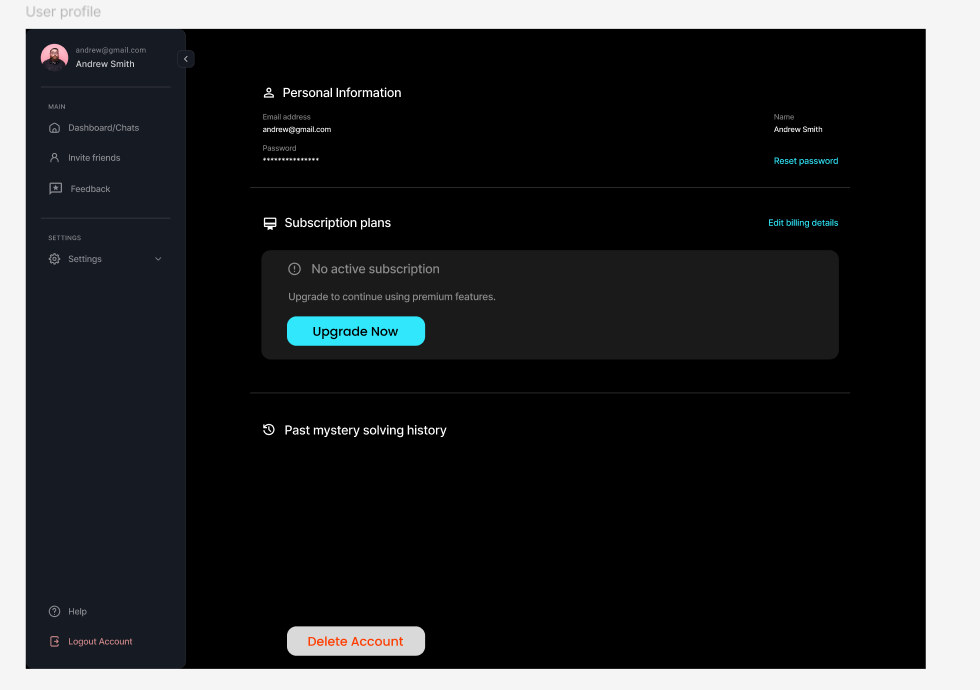 User profile
andrew@gmail.com
Andrew Smith
MAIN
Dashboard/Chats
Invite friends
Feedback
SETTINGS
Settings
Help
Logout Account
Personal Information
Email address
andrew@gmail.com
Name
Andrew Smith
Password
***************
Reset password
Subscription plans
Edit billing details
No active subscription
Upgrade to continue using premium features.
Upgrade Now
Past mystery solving history
Delete Account